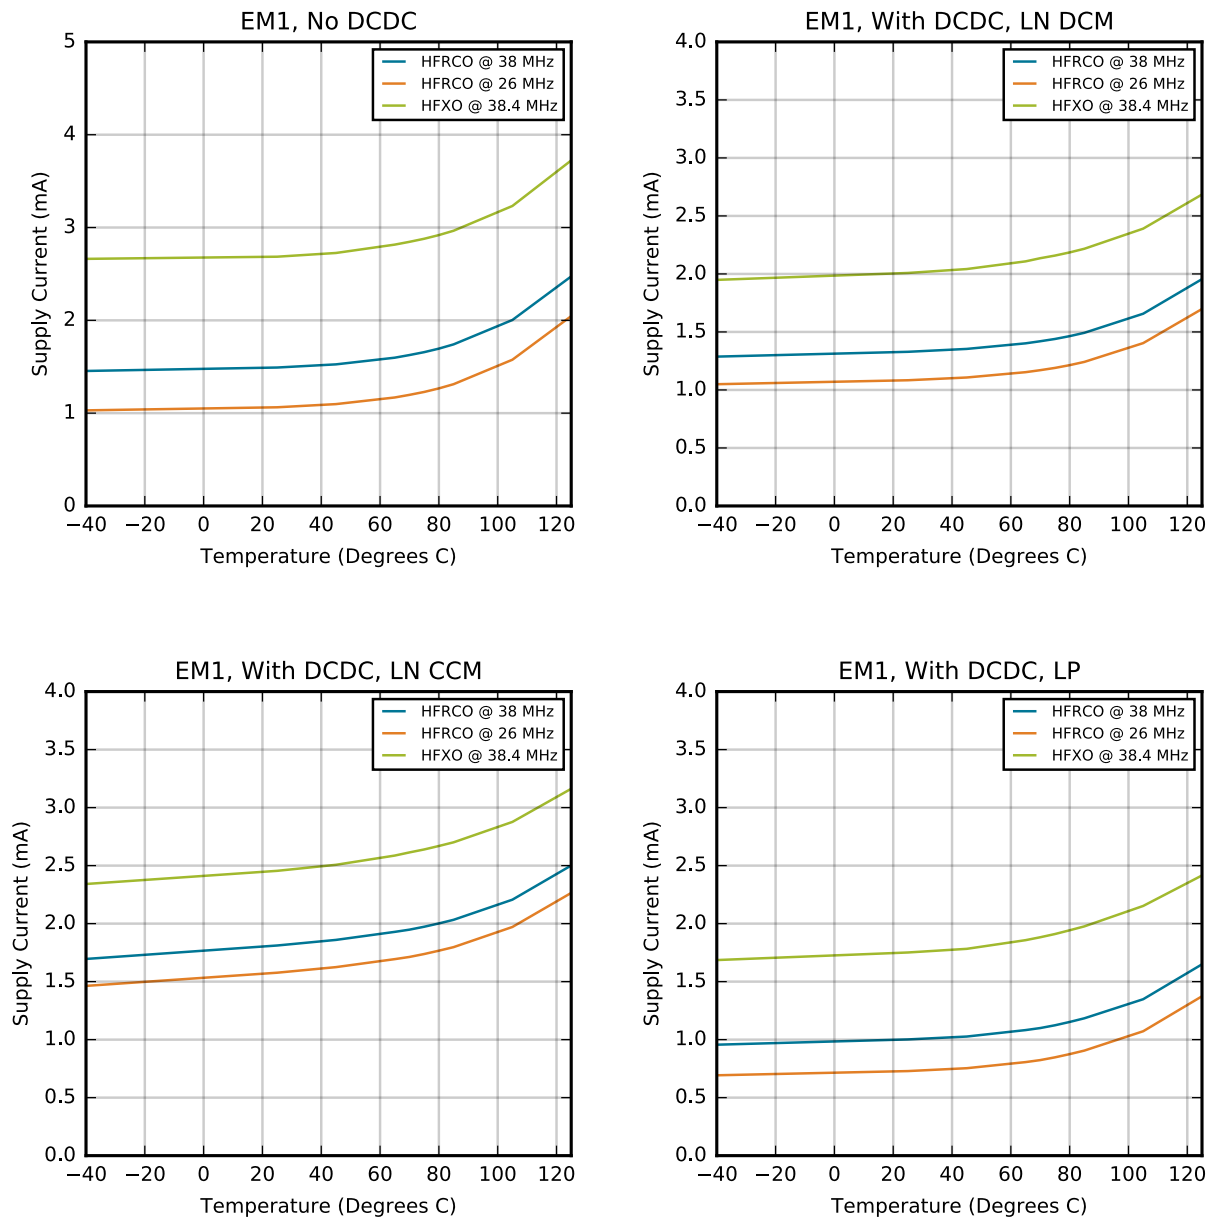 EM1, No DCDC
5
4
3
2
1
0
Supply Current (mA)
HFRCO @ 38 MHz
HFRCO @ 26 MHz
HFXO @ 38.4 MHz
−40 −20 0 20 40 60 80 100 120
Temperature (Degrees C)
EM1, With DCDC, LN DCM
4.0
3.5
3.0
2.5
2.0
1.5
1.0
0.5
0.0
Supply Current (mA)
HFRCO @ 38 MHz
HFRCO @ 26 MHz
HFXO @ 38.4 MHz
−40 −20 0 20 40 60 80 100 120
Temperature (Degrees C)
EM1, With DCDC, LN CCM
4.0
3.5
3.0
2.5
2.0
1.5
1.0
0.5
0.0
Supply Current (mA)
HFRCO @ 38 MHz
HFRCO @ 26 MHz
HFXO @ 38.4 MHz
−40 −20 0 20 40 60 80 100 120
Temperature (Degrees C)
EM1, With DCDC, LP
4.0
3.5
3.0
2.5
2.0
1.5
1.0
0.5
0.0
Supply Current (mA)
HFRCO @ 38 MHz
HFRCO @ 26 MHz
HFXO @ 38.4 MHz
−40 −20 0 20 40 60 80 100 120
Temperature (Degrees C)